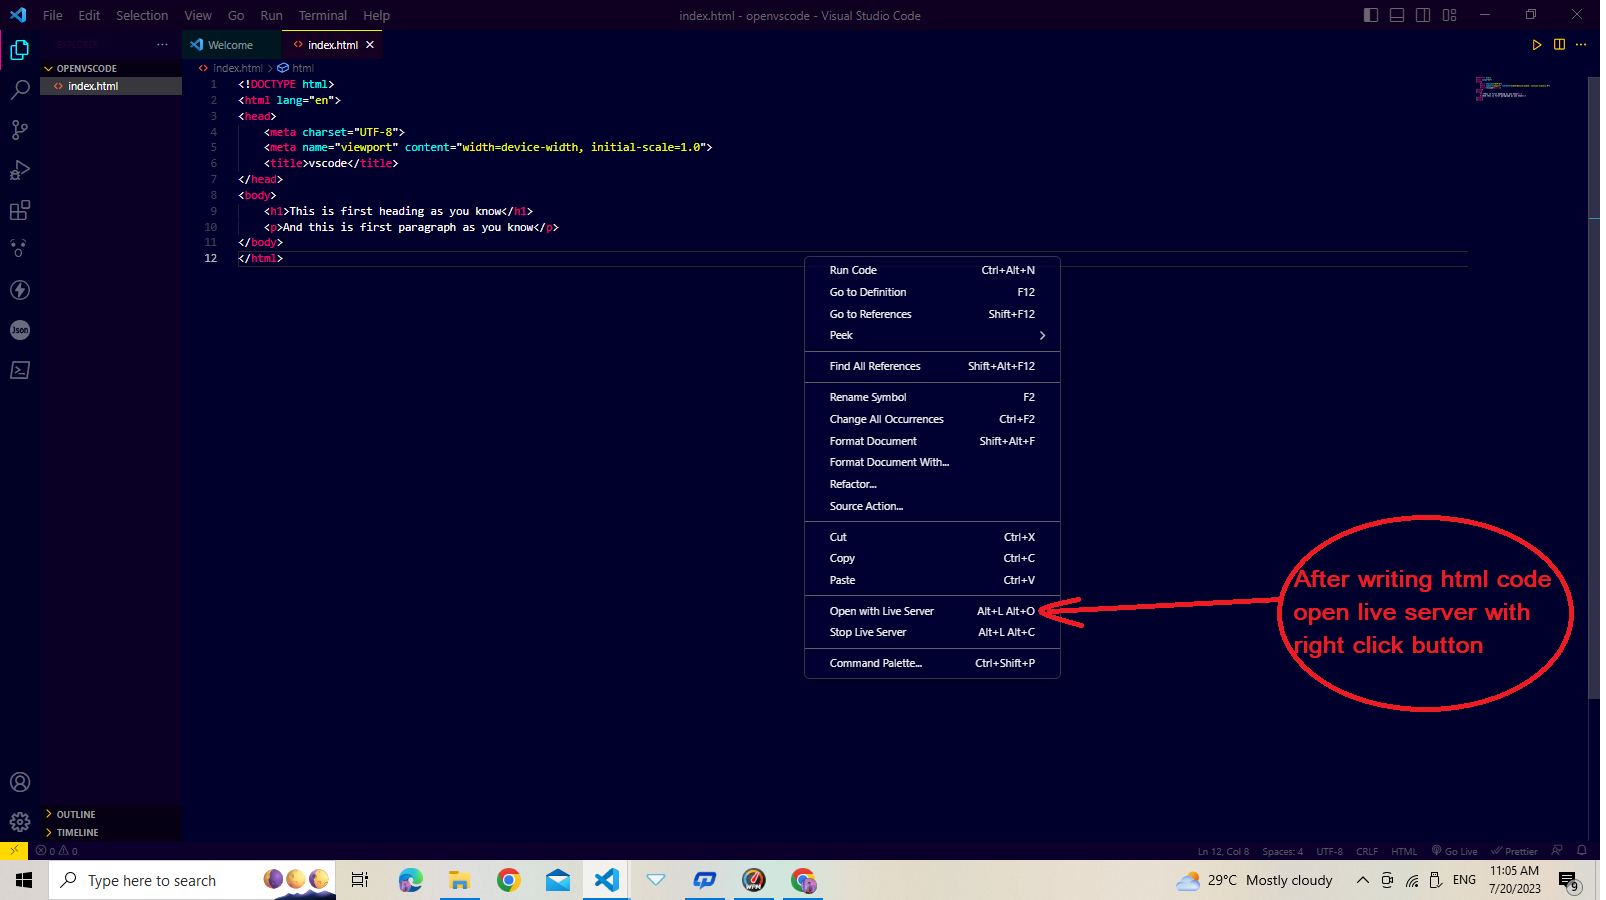 File Edit Selection View Go Run Terminal Help
index.html - openvscode - Visual Studio Code
EXPLORER
Welcome
index.html
OPENVSCODE
index.html
index.html > html
1 <!DOCTYPE html>
2 <html lang="en">
3 <head>
4 <meta charset="UTF-8">
5 <meta name="viewport" content="width=device-width, initial-scale=1.0">
6 <title>vscode</title>
7 </head>
8 <body>
9 <h1>This is first heading as you know</h1>
10 <p>And this is first paragraph as you know</p>
11 </body>
12 </html>
Run Code Ctrl+Alt+N
Go to Definition F12
Go to References Shift+F12
Peek
Find All References Shift+Alt+F12
Rename Symbol F2
Change All Occurrences Ctrl+F2
Format Document Shift+Alt+F
Format Document With...
Refactor...
Source Action...
Cut Ctrl+X
Copy Ctrl+C
Paste Ctrl+V
Open with Live Server Alt+L Alt+O
Stop Live Server Alt+L Alt+C
Command Palette... Ctrl+Shift+P
After writing html code
open live server with
right click button
Json
OUTLINE
TIMELINE
0 0
Ln 12, Col 8 Spaces: 4 UTF-8 CRLF HTML Go Live Prettier
Type here to search
WPM
29°C Mostly cloudy
ENG
11:05 AM
7/20/2023
9